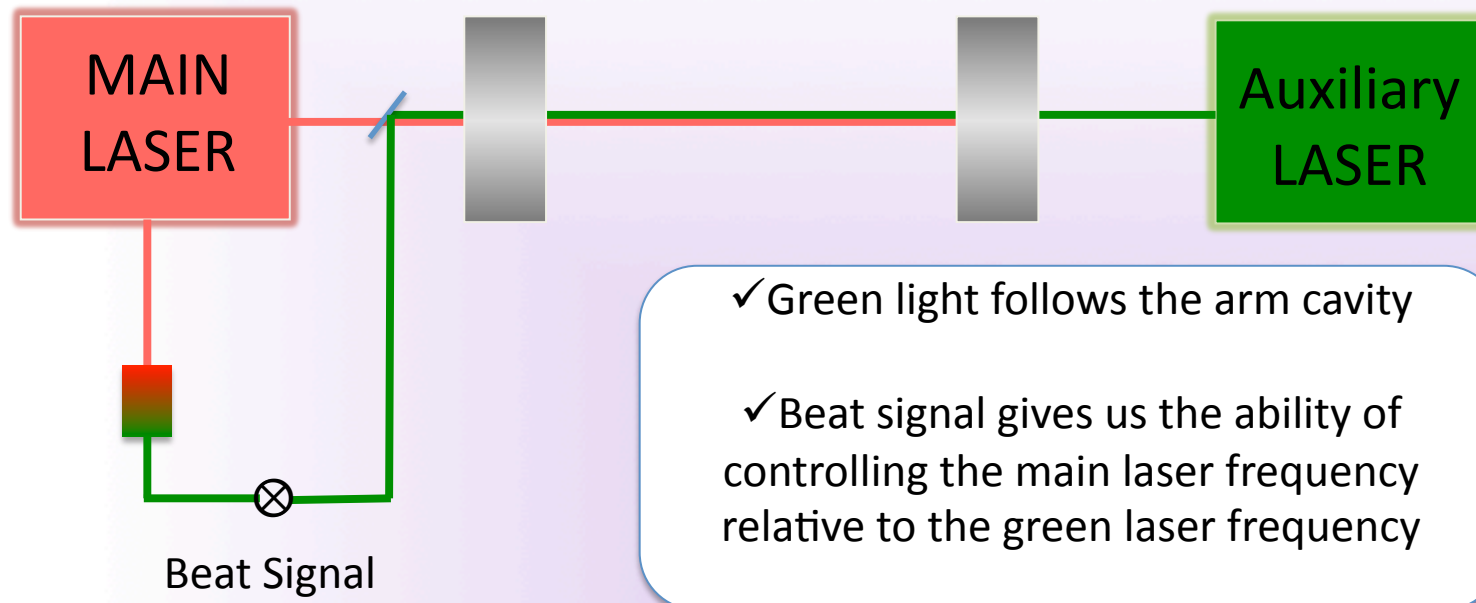 MAIN
LASER
Auxiliary
LASER
✓Green light follows the arm cavity
✓Beat signal gives us the ability of
controlling the main laser frequency
relative to the green laser frequency
Beat Signal